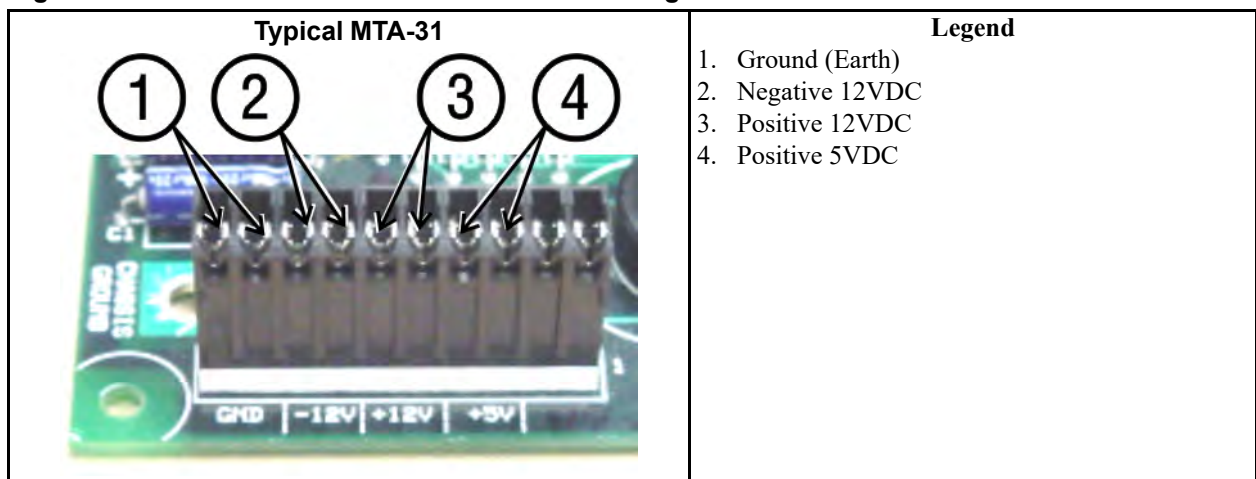 Typical MTA-31
1 2 3 4
CHASSIS
GROUND
GND -12V +12V +5V
Legend
1. Ground (Earth)
2. Negative 12VDC
3. Positive 12VDC
4. Positive 5VDC